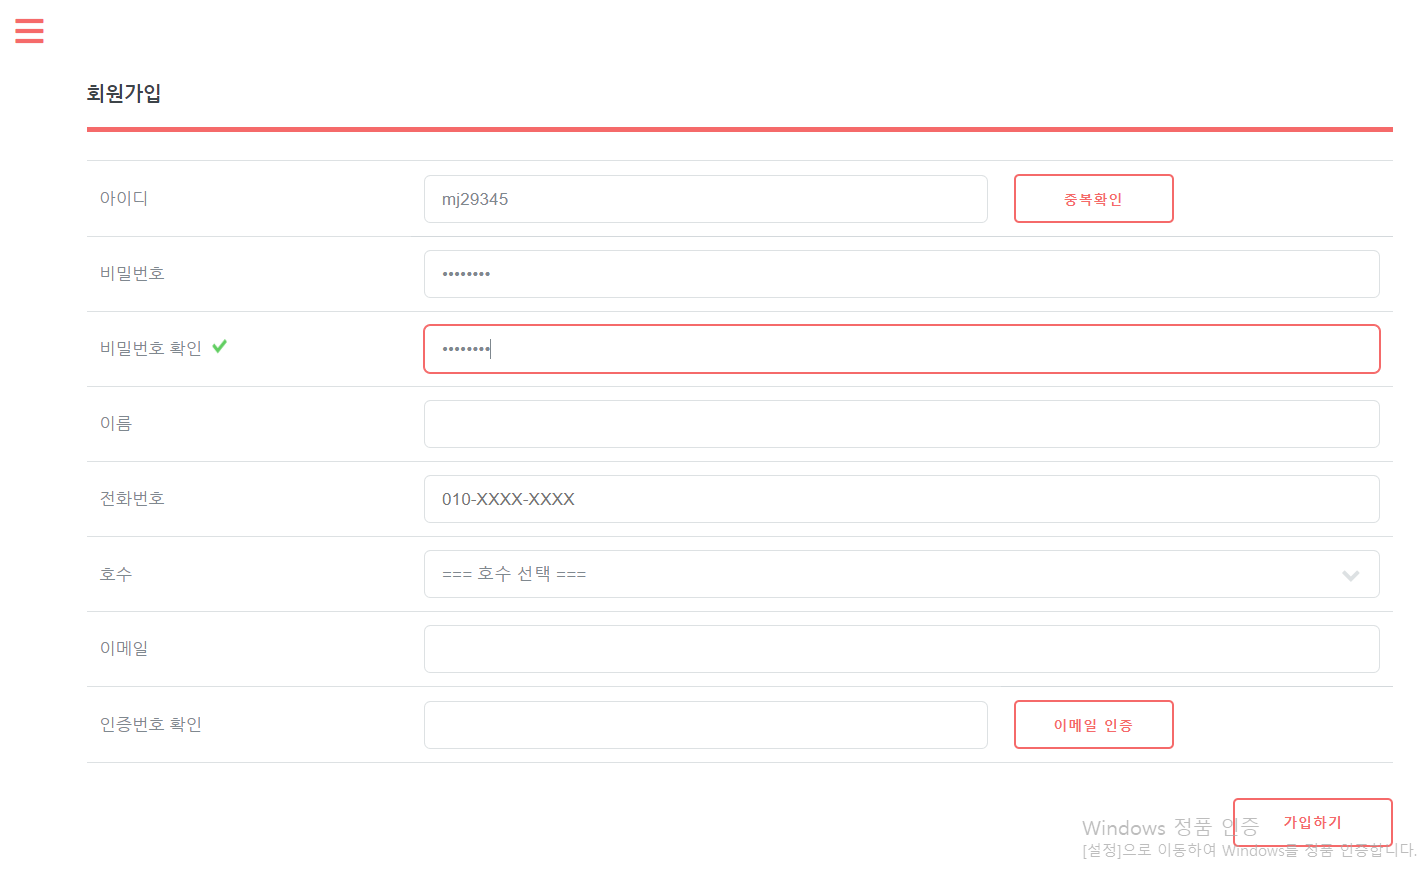 회원가입
아이디 mj29345 중복확인
비밀번호 ••••••••
비밀번호 확인 ••••••••
이름
전화번호 010-XXXX-XXXX
호수 === 호수 선택 ===
이메일
인증번호 확인 이메일 인증
가입하기
Windows 정품 인증
[설정]으로 이동하여 Windows를 정품 인증합니다.